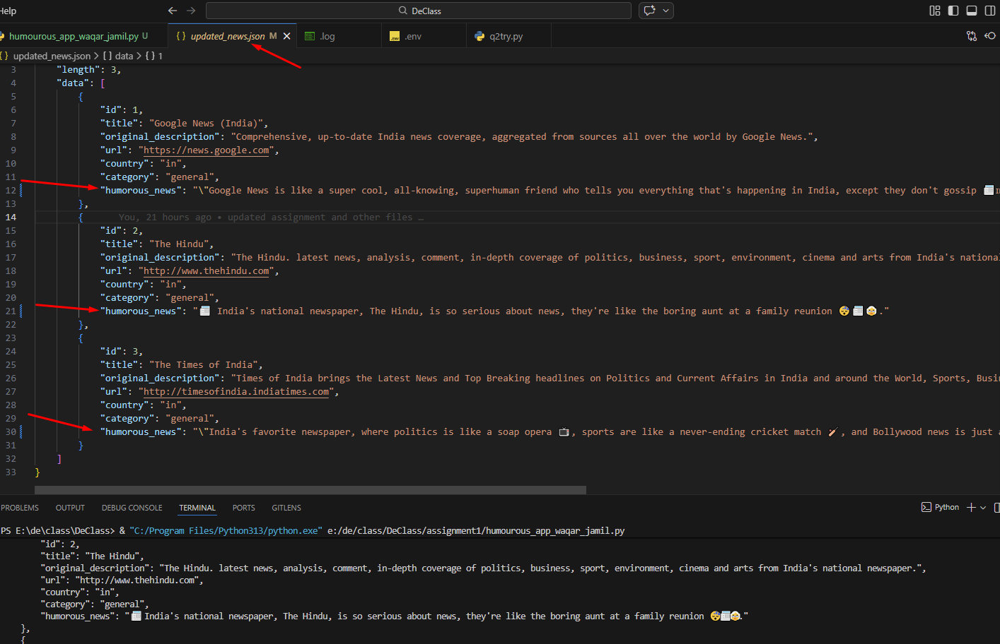 Help
DeClass
humourous_app_waqar_jamil.py U
{ } updated_news.json M
.log
.env
q2try.py
{ } updated_news.json > [ ] data > { } 1
3 "length": 3,
4 "data": [
5 {
6 "id": 1,
7 "title": "Google News (India)",
8 "original_description": "Comprehensive, up-to-date India news coverage, aggregated from sources all over the world by Google News.",
9 "url": "https://news.google.com",
10 "country": "in",
11 "category": "general",
12 "humorous_news": "\"Google News is like a super cool, all-knowing, superhuman friend who tells you everything that's happening in India, except they don't gossip 📰
13 },
14 { You, 21 hours ago • updated assignment and other files …
15 "id": 2,
16 "title": "The Hindu",
17 "original_description": "The Hindu. latest news, analysis, comment, in-depth coverage of politics, business, sport, environment, cinema and arts from India's national
18 "url": "http://www.thehindu.com",
19 "country": "in",
20 "category": "general",
21 "humorous_news": "📰 India's national newspaper, The Hindu, is so serious about news, they're like the boring aunt at a family reunion 😴📰."
22 },
23 {
24 "id": 3,
25 "title": "The Times of India",
26 "original_description": "Times of India brings the Latest News and Top Breaking headlines on Politics and Current Affairs in India and around the World, Sports,
27 "url": "http://timesofindia.indiatimes.com",
28 "country": "in",
29 "category": "general",
30 "humorous_news": "\"India's favorite newspaper, where politics is like a soap opera 📺, sports are like a never-ending cricket match 🏏, and Bollywood news is just
31 }
32 ]
33 }
PROBLEMS
OUTPUT
DEBUG CONSOLE
TERMINAL
PORTS
GITLENS
Python
PS E:\de\class\DeClass> & "C:/Program Files/Python313/python.exe" e:/de/class/DeClass/assignment1/humourous_app_waqar_jamil.py
"id": 2,
"title": "The Hindu",
"original_description": "The Hindu. latest news, analysis, comment, in-depth coverage of politics, business, sport, environment, cinema and arts from India's national newspaper.",
"url": "http://www.thehindu.com",
"country": "in",
"category": "general",
"humorous_news": "📰 India's national newspaper, The Hindu, is so serious about news, they're like the boring aunt at a family reunion 😴📰."
},
{